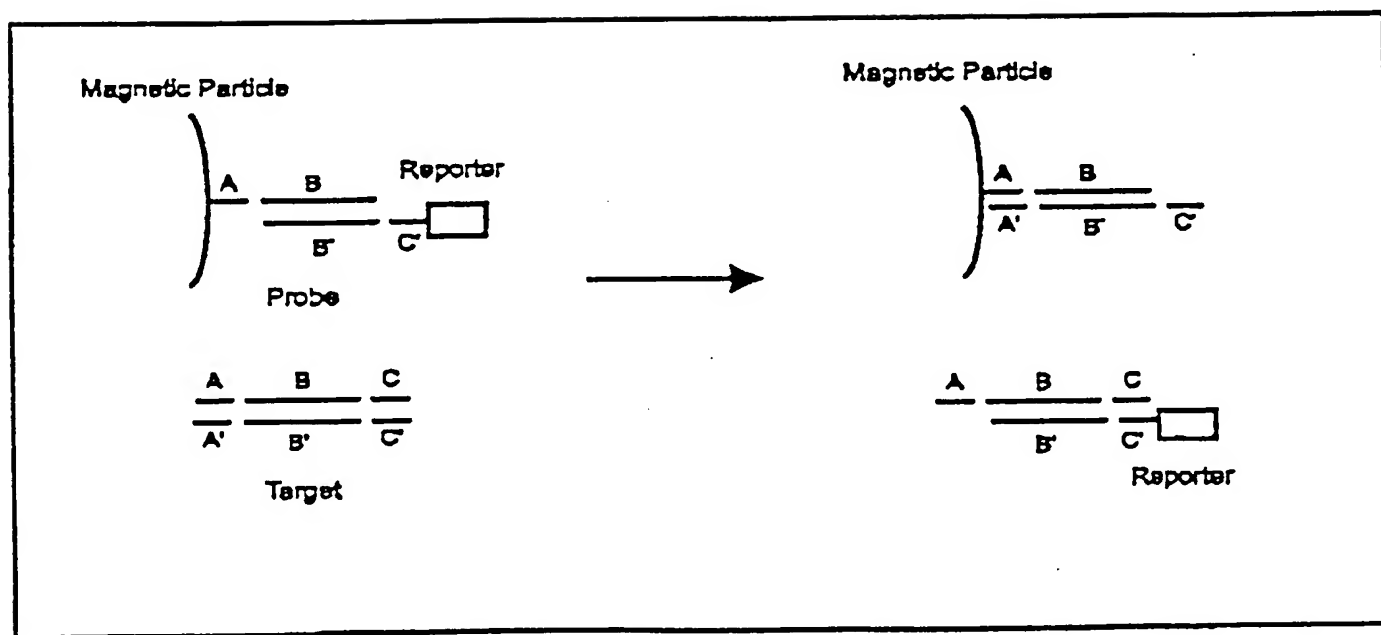 Magnetic Particle
A B Reporter
B' C'
Probe
A B C
A' B' C'
Target
Magnetic Particle
A B
A' B' C'
A B C
B' C'
Reporter